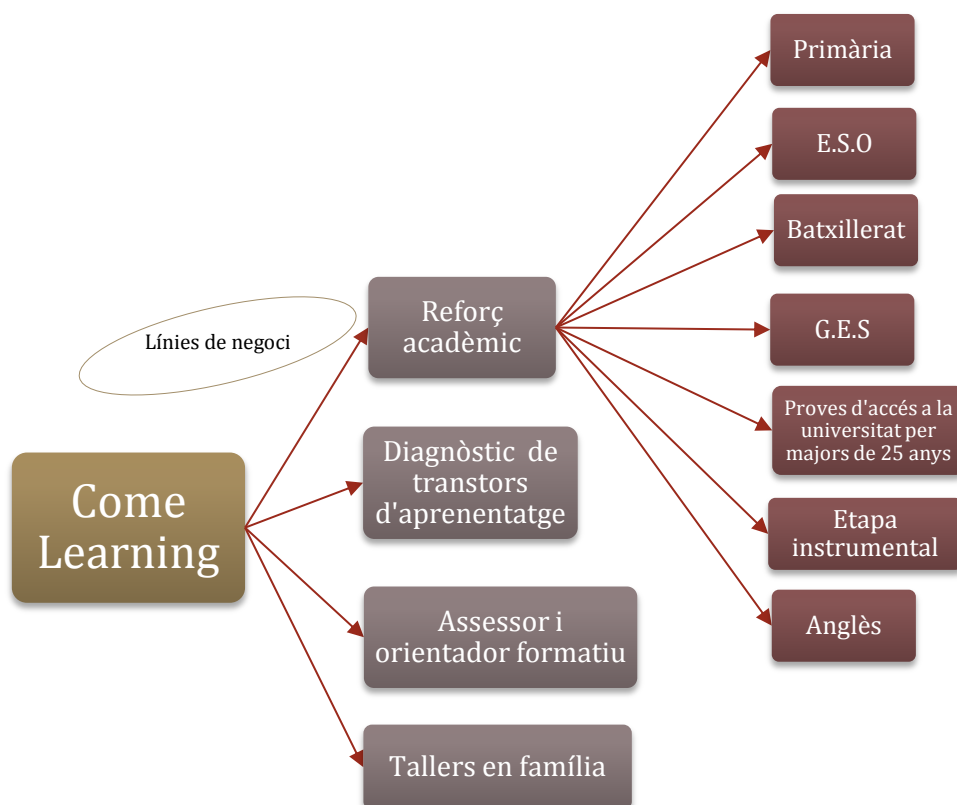 Línies de negoci
Come
Learning
Reforç
acadèmic
Diagnòstic de
transtors
d'aprenentatge
Assessor i
orientador formatiu
Tallers en família
Primària
E.S.O
Batxillerat
G.E.S
Proves d'accés a la
universitat per
majors de 25 anys
Etapa
instrumental
Anglès